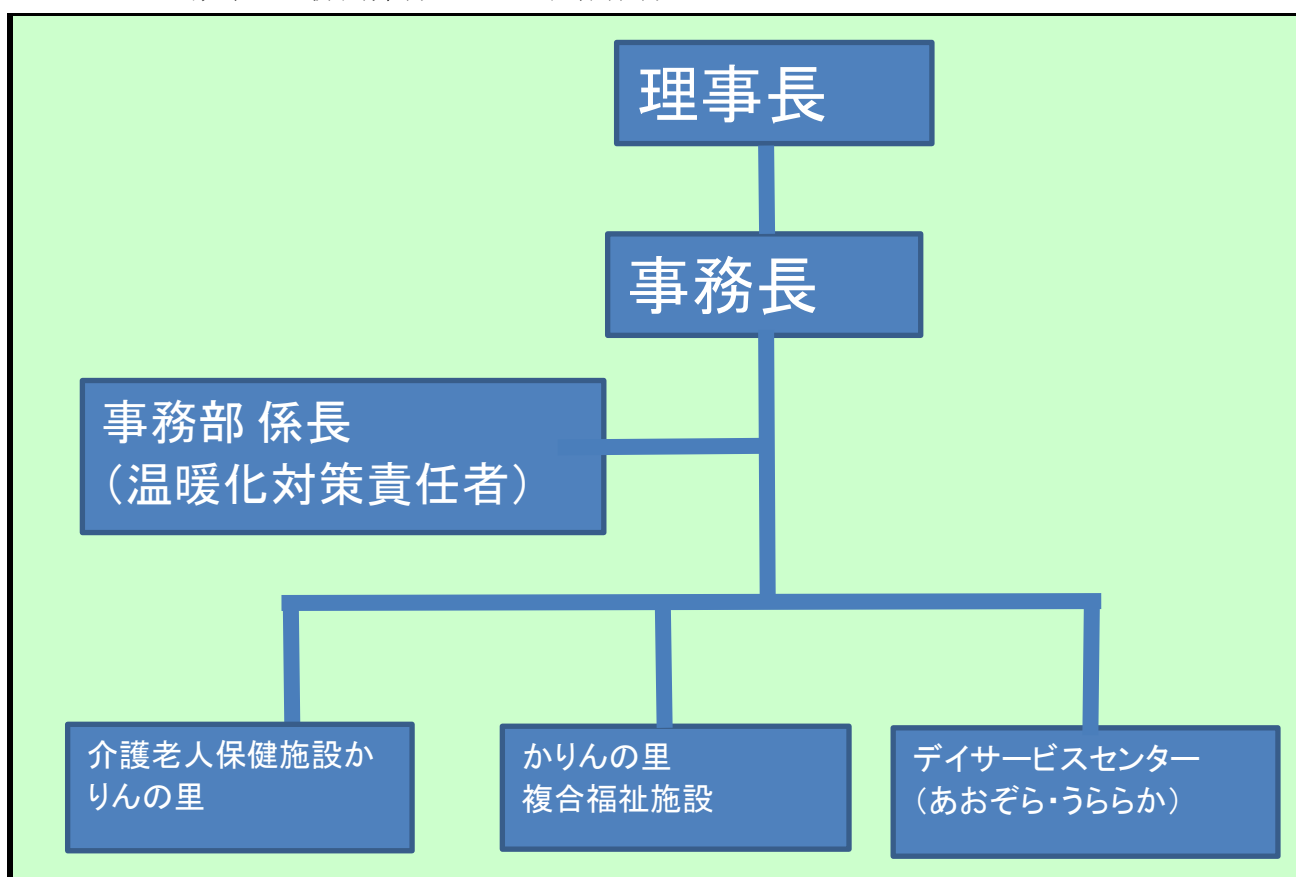 理事長
事務長
事務部 係長
（温暖化対策責任者）
介護老人保健施設か
りんの里
かりんの里
複合福祉施設
デイサービスセンター
（あおぞら・うららか）